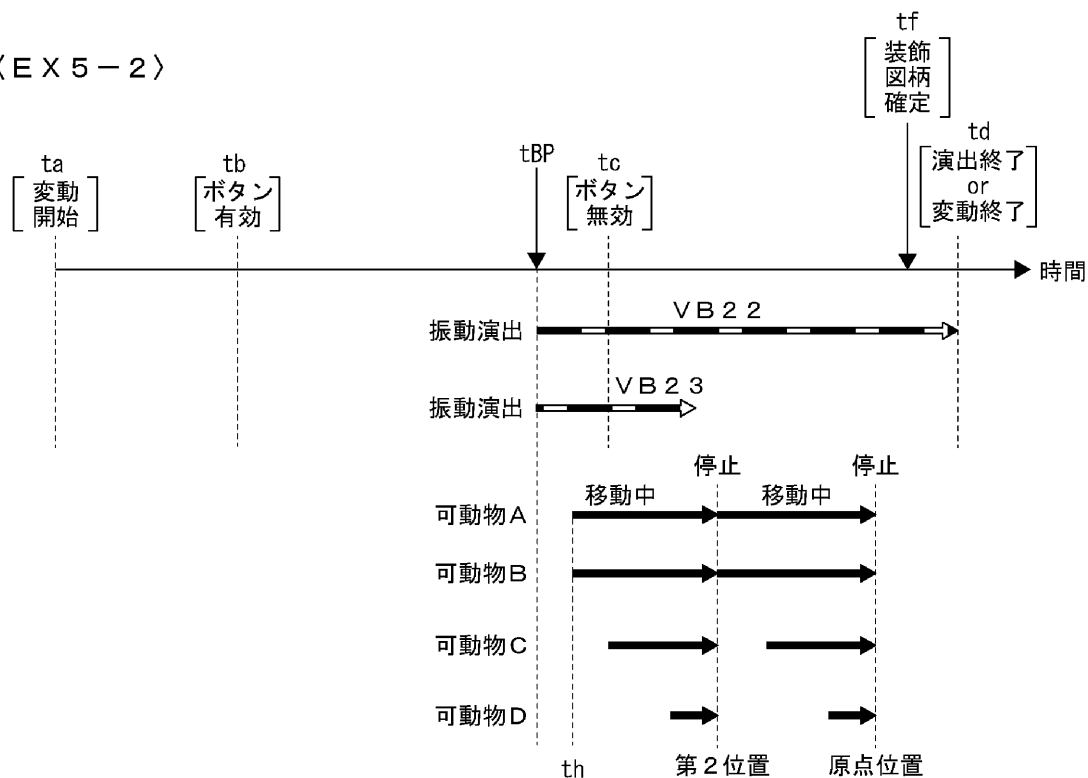 〈EX5-2〉
tf
装飾
図柄
確定
ta
変動
開始
tb
ボタン
有効
tBP
tc
ボタン
無効
td
演出終了
or
変動終了
時間
振動演出
VB22
振動演出
VB23
停止
停止
可動物A
移動中
移動中
可動物B
可動物C
可動物D
th
第2位置
原点位置